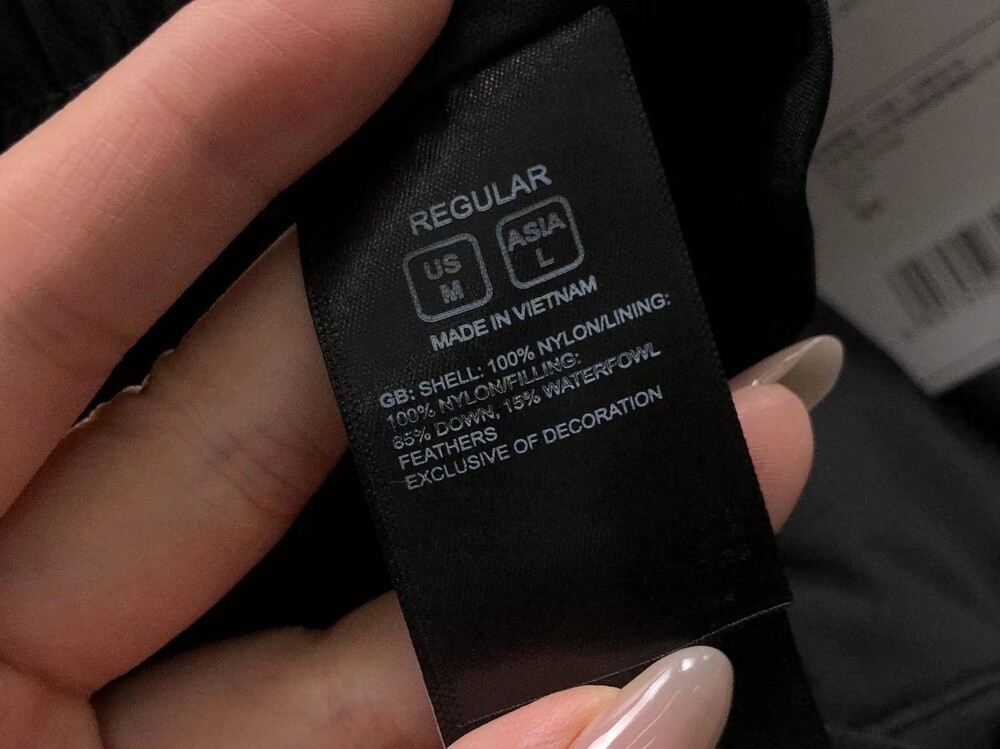 REGULAR
US
M
ASIA
L
MADE IN VIETNAM
GB: SHELL: 100% NYLON/LINING:
100% NYLON/FILLING:
85% DOWN, 15% WATERFOWL
FEATHERS
EXCLUSIVE OF DECORATION